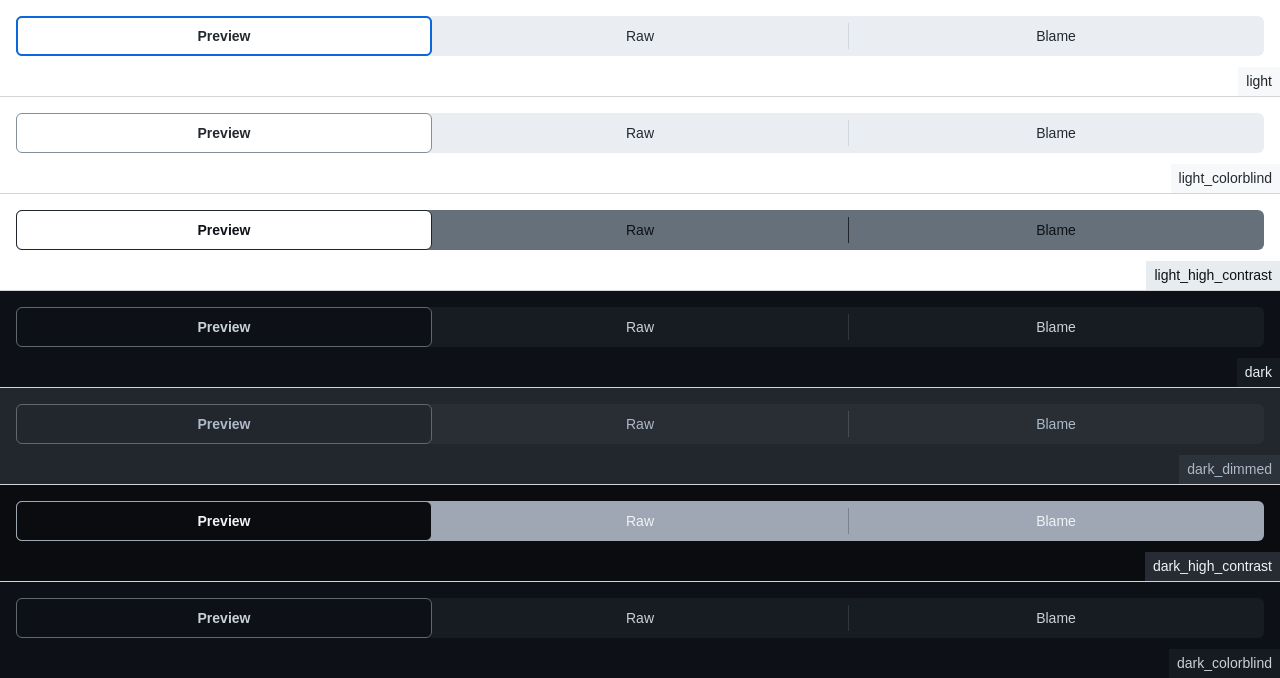 Preview Raw Blame
light
Preview Raw Blame
light_colorblind
Preview Raw Blame
light_high_contrast
Preview Raw Blame
dark
Preview Raw Blame
dark_dimmed
Preview Raw Blame
dark_high_contrast
Preview Raw Blame
dark_colorblind